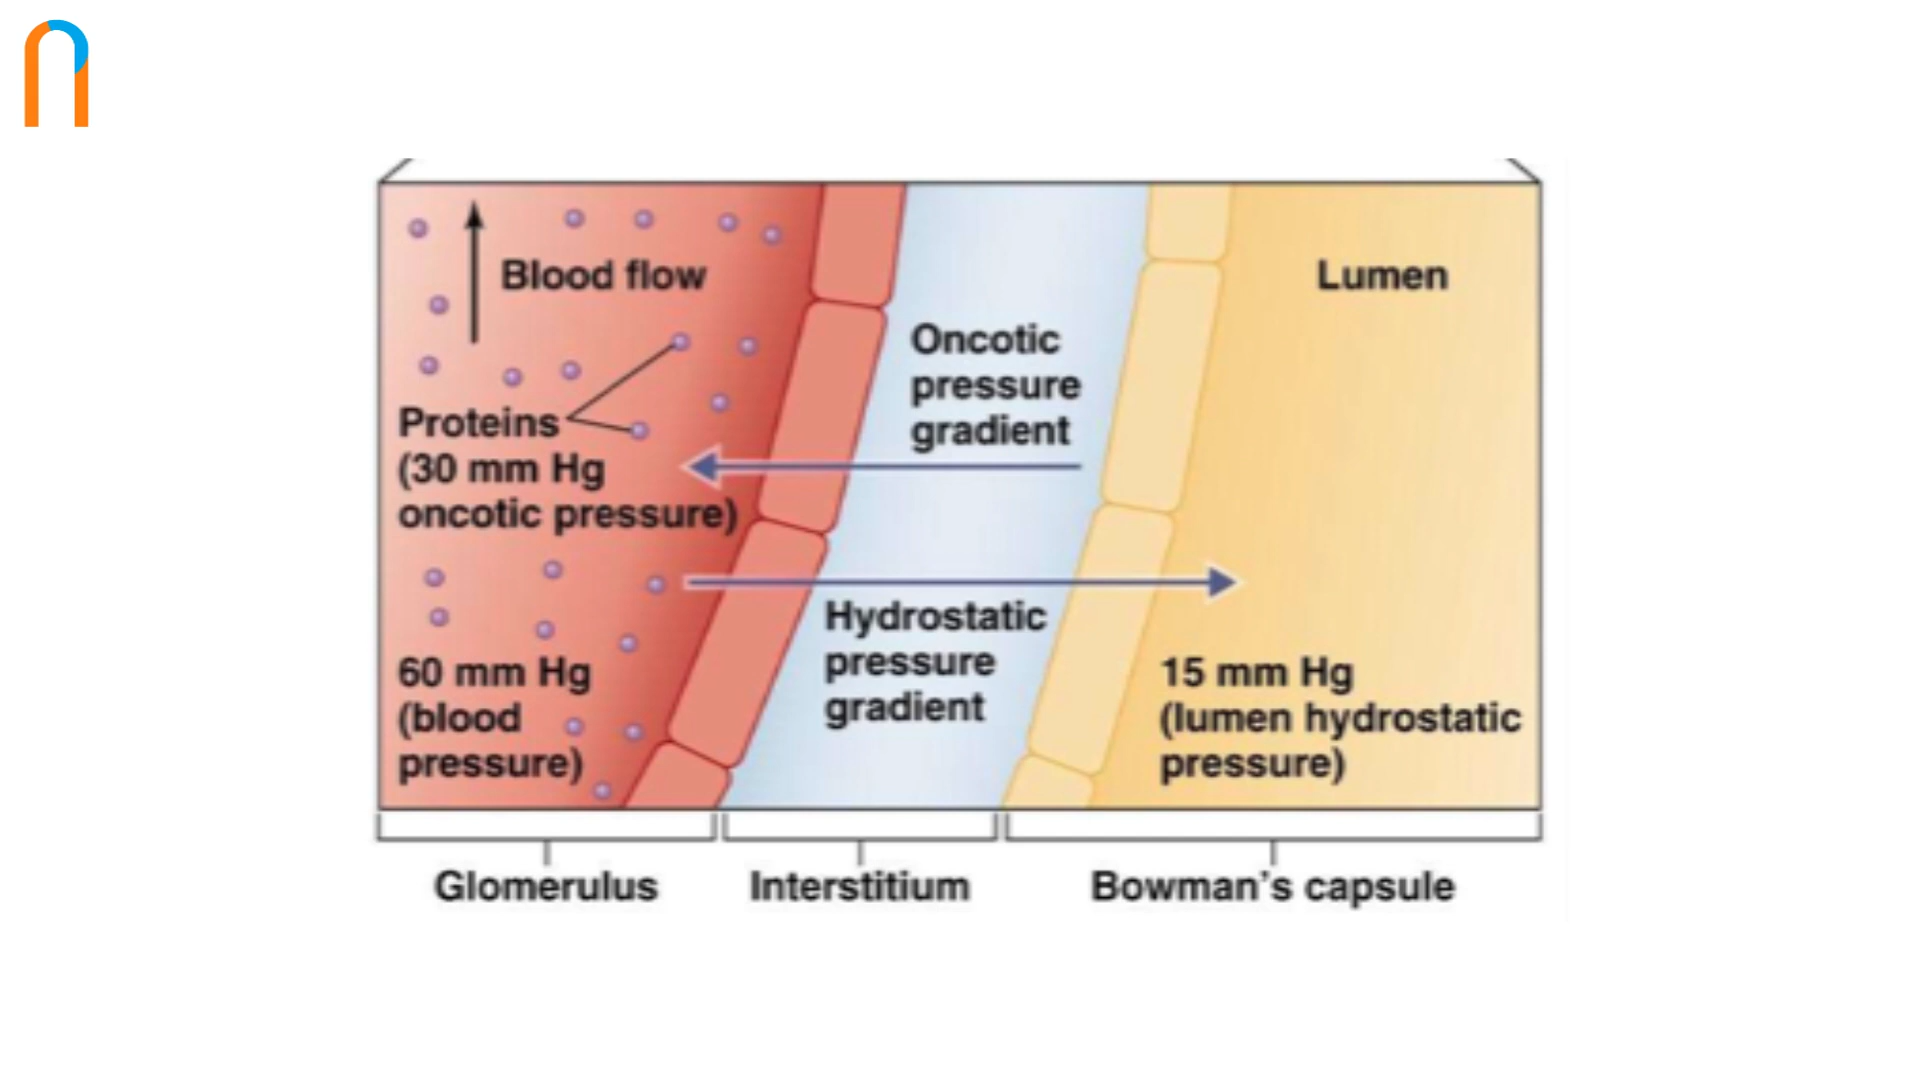 Blood flow
Lumen
Oncotic
pressure
gradient
Proteins
(30 mm Hg
oncotic pressure)
Hydrostatic
pressure
gradient
60 mm Hg
(blood
pressure)
15 mm Hg
(lumen hydrostatic
pressure)
Glomerulus
Interstitium
Bowman's capsule